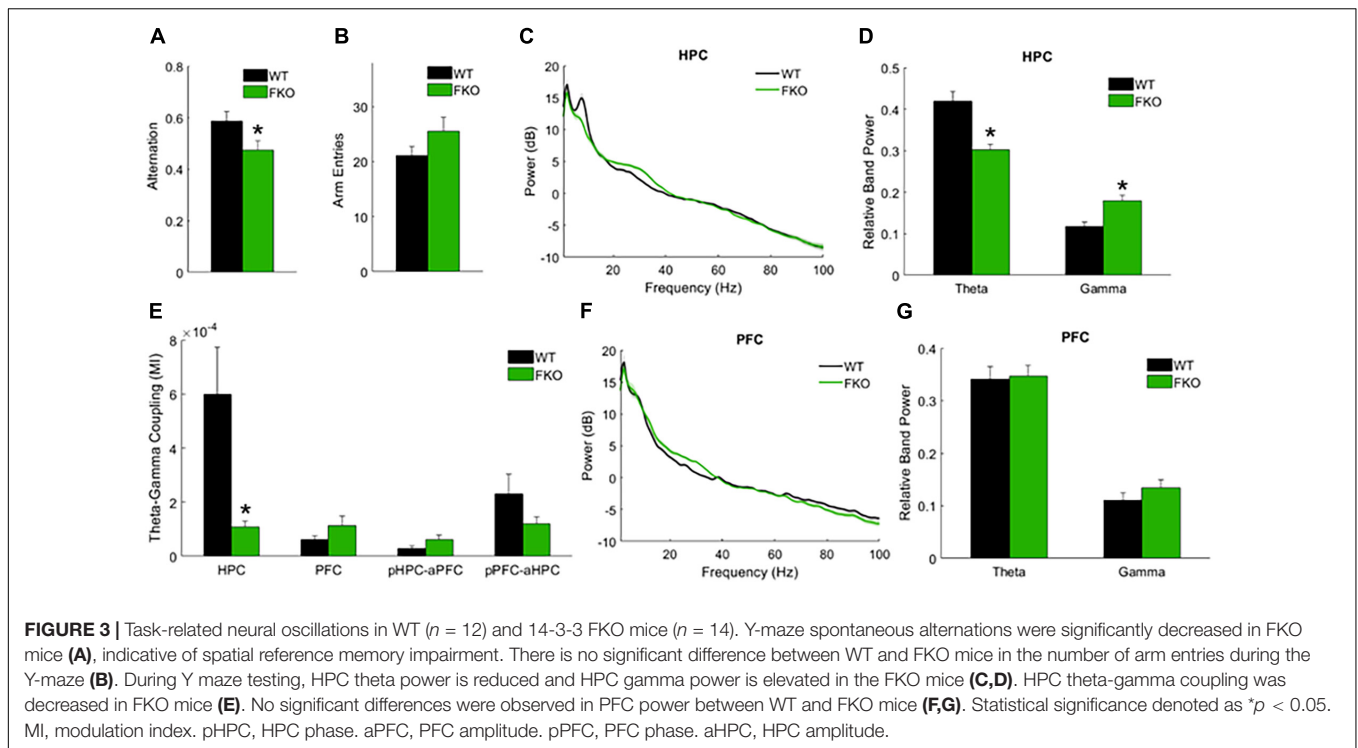 A
0.8
0.6
0.4
0.2
0
Alternation
WT
FKO
*
B
30
20
10
0
Arm Entries
WT
FKO
C
HPC
20
15
10
5
0
-5
-10
Power (dB)
20 40 60 80 100
Frequency (Hz)
WT
FKO
D
HPC
0.5
0.4
0.3
0.2
0.1
0
Relative Band Power
WT
FKO
*
*
Theta Gamma
E
×10-4
8
6
4
2
0
Theta-Gamma Coupling (MI)
WT
FKO
*
HPC PFC pHPC-aPFC pPFC-aHPC
F
PFC
20
15
10
5
0
-5
-10
Power (dB)
20 40 60 80 100
Frequency (Hz)
WT
FKO
G
PFC
0.4
0.3
0.2
0.1
0
Relative Band Power
WT
FKO
Theta Gamma
FIGURE 3 | Task-related neural oscillations in WT (n = 12) and 14-3-3 FKO mice (n = 14). Y-maze spontaneous alternations were significantly decreased in FKO
mice (A), indicative of spatial reference memory impairment. There is no significant difference between WT and FKO mice in the number of arm entries during the
Y-maze (B). During Y maze testing, HPC theta power is reduced and HPC gamma power is elevated in the FKO mice (C,D). HPC theta-gamma coupling was
decreased in FKO mice (E). No significant differences were observed in PFC power between WT and FKO mice (F,G). Statistical significance denoted as *p < 0.05.
MI, modulation index. pHPC, HPC phase. aPFC, PFC amplitude. pPFC, PFC phase. aHPC, HPC amplitude.